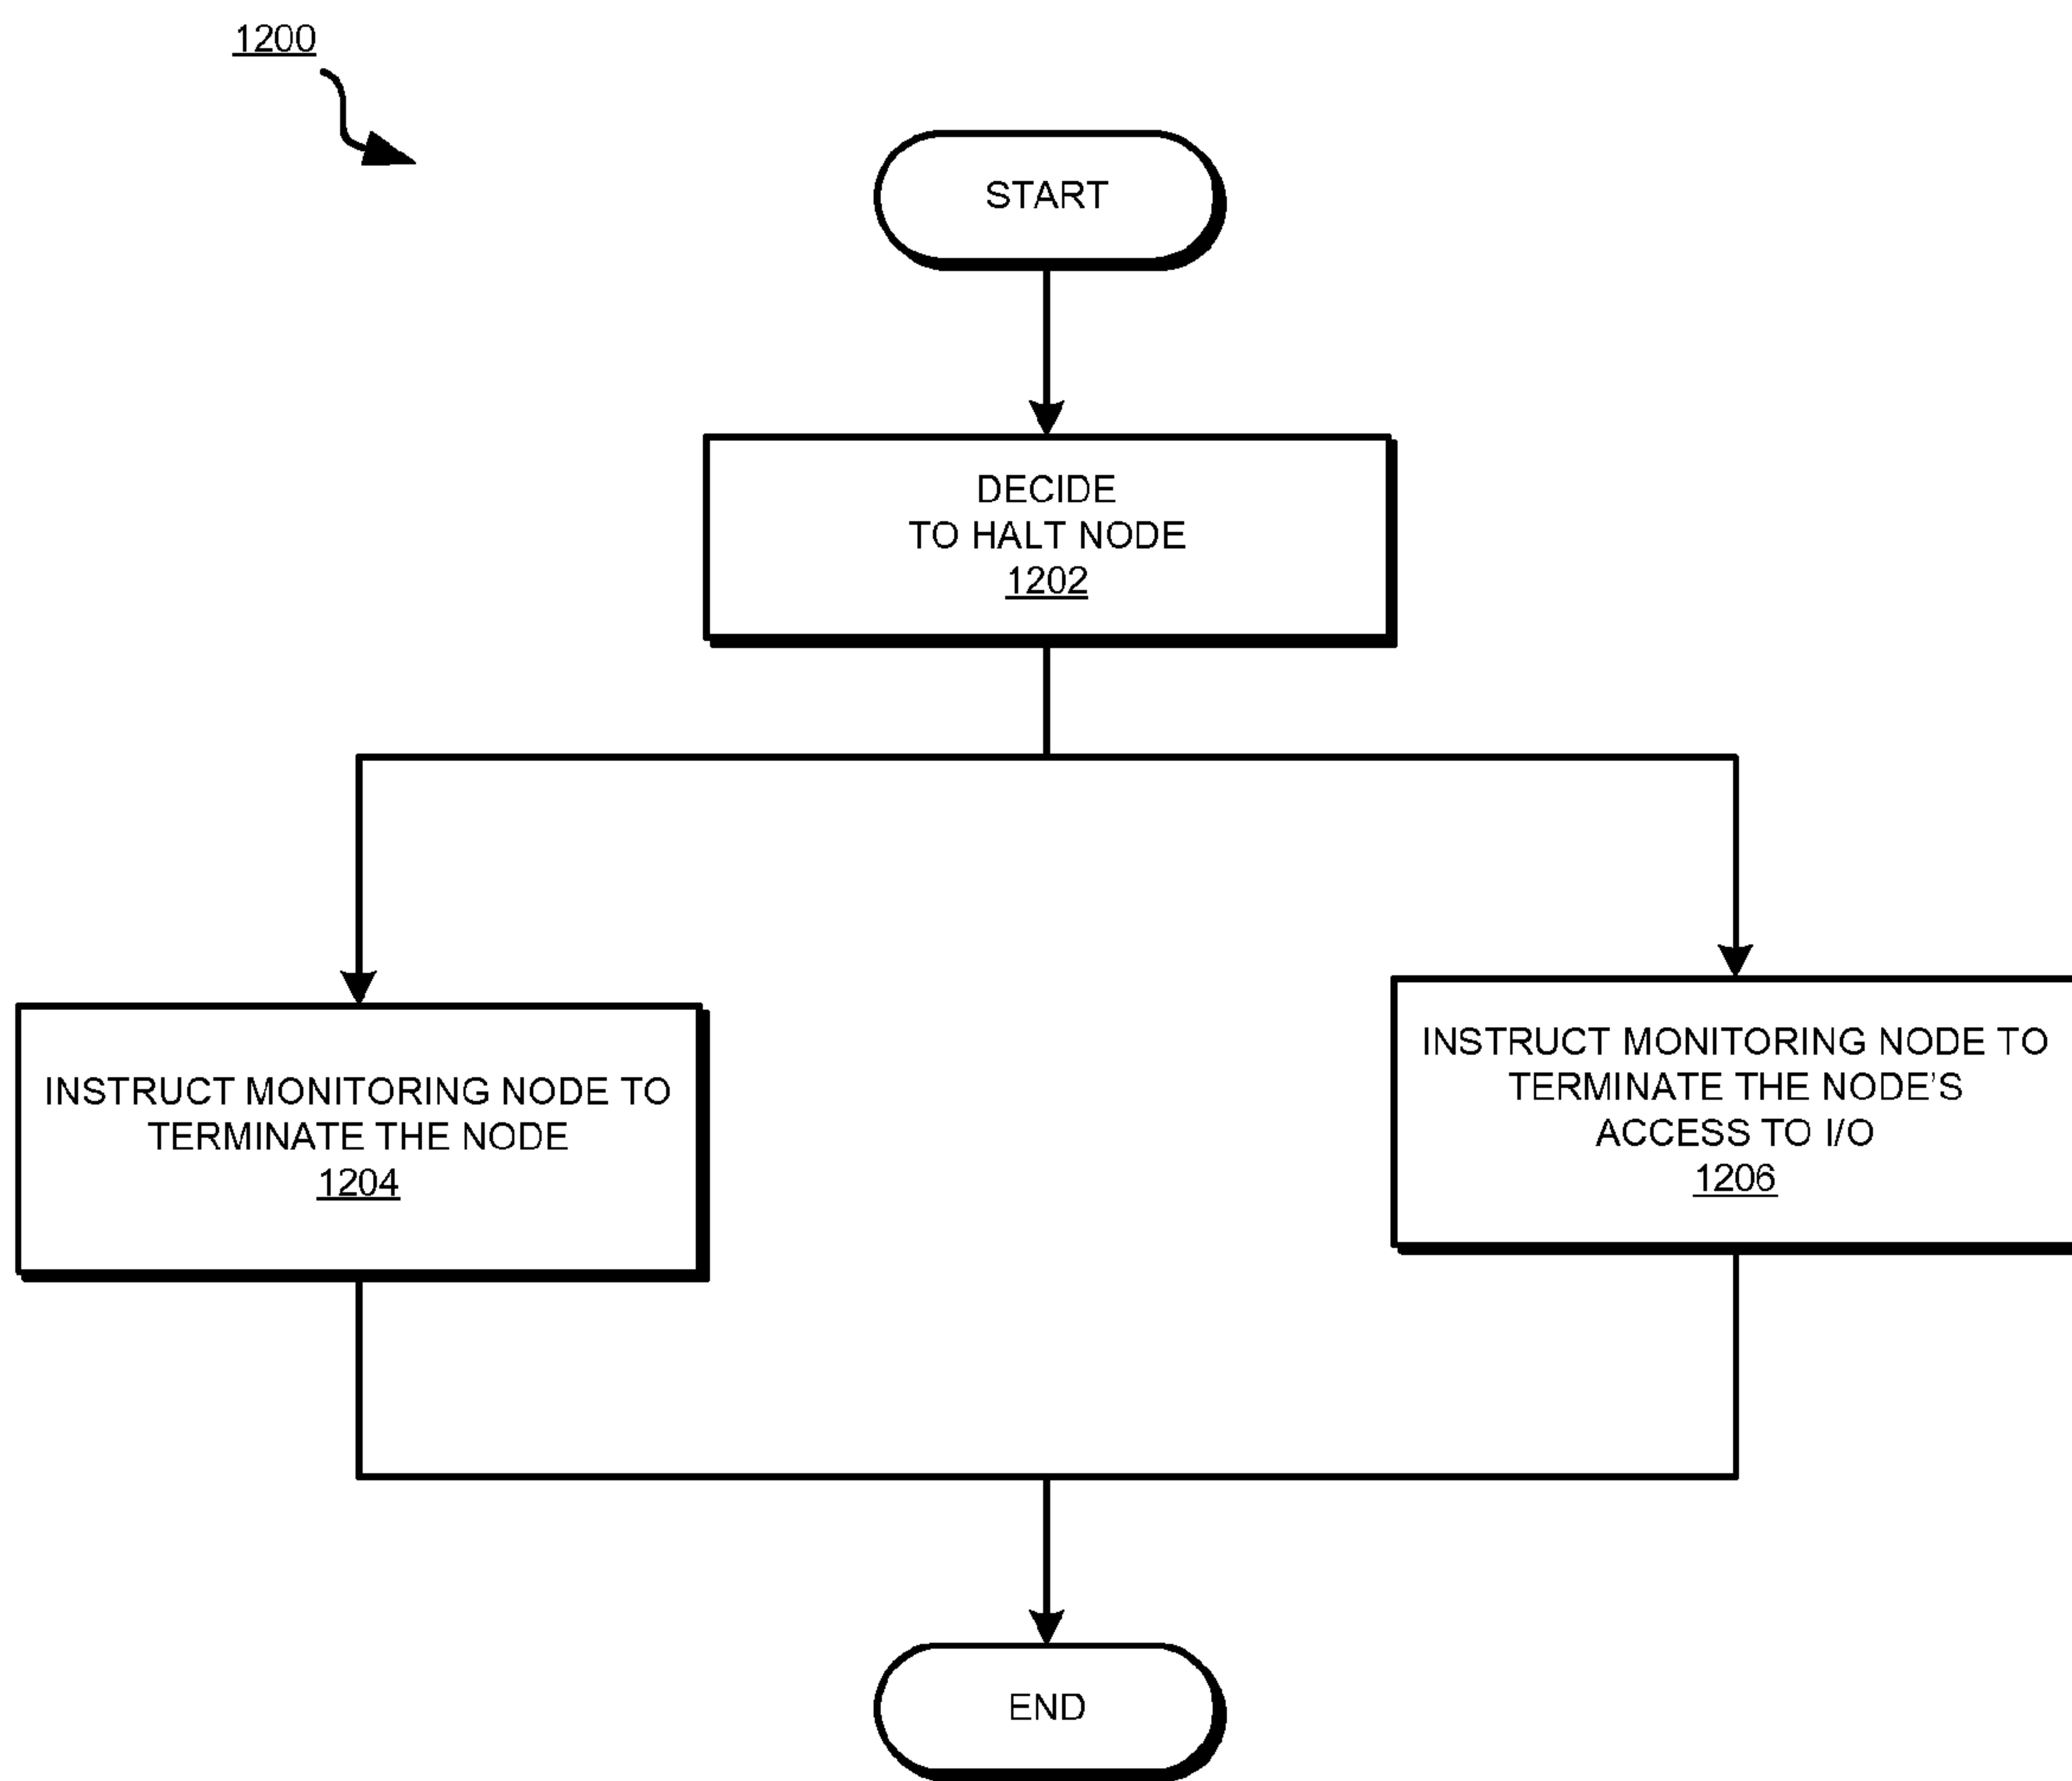 1200
START
DECIDE
TO HALT NODE
1202
INSTRUCT MONITORING NODE TO
TERMINATE THE NODE
1204
INSTRUCT MONITORING NODE TO
TERMINATE THE NODE'S
ACCESS TO I/O
1206
END